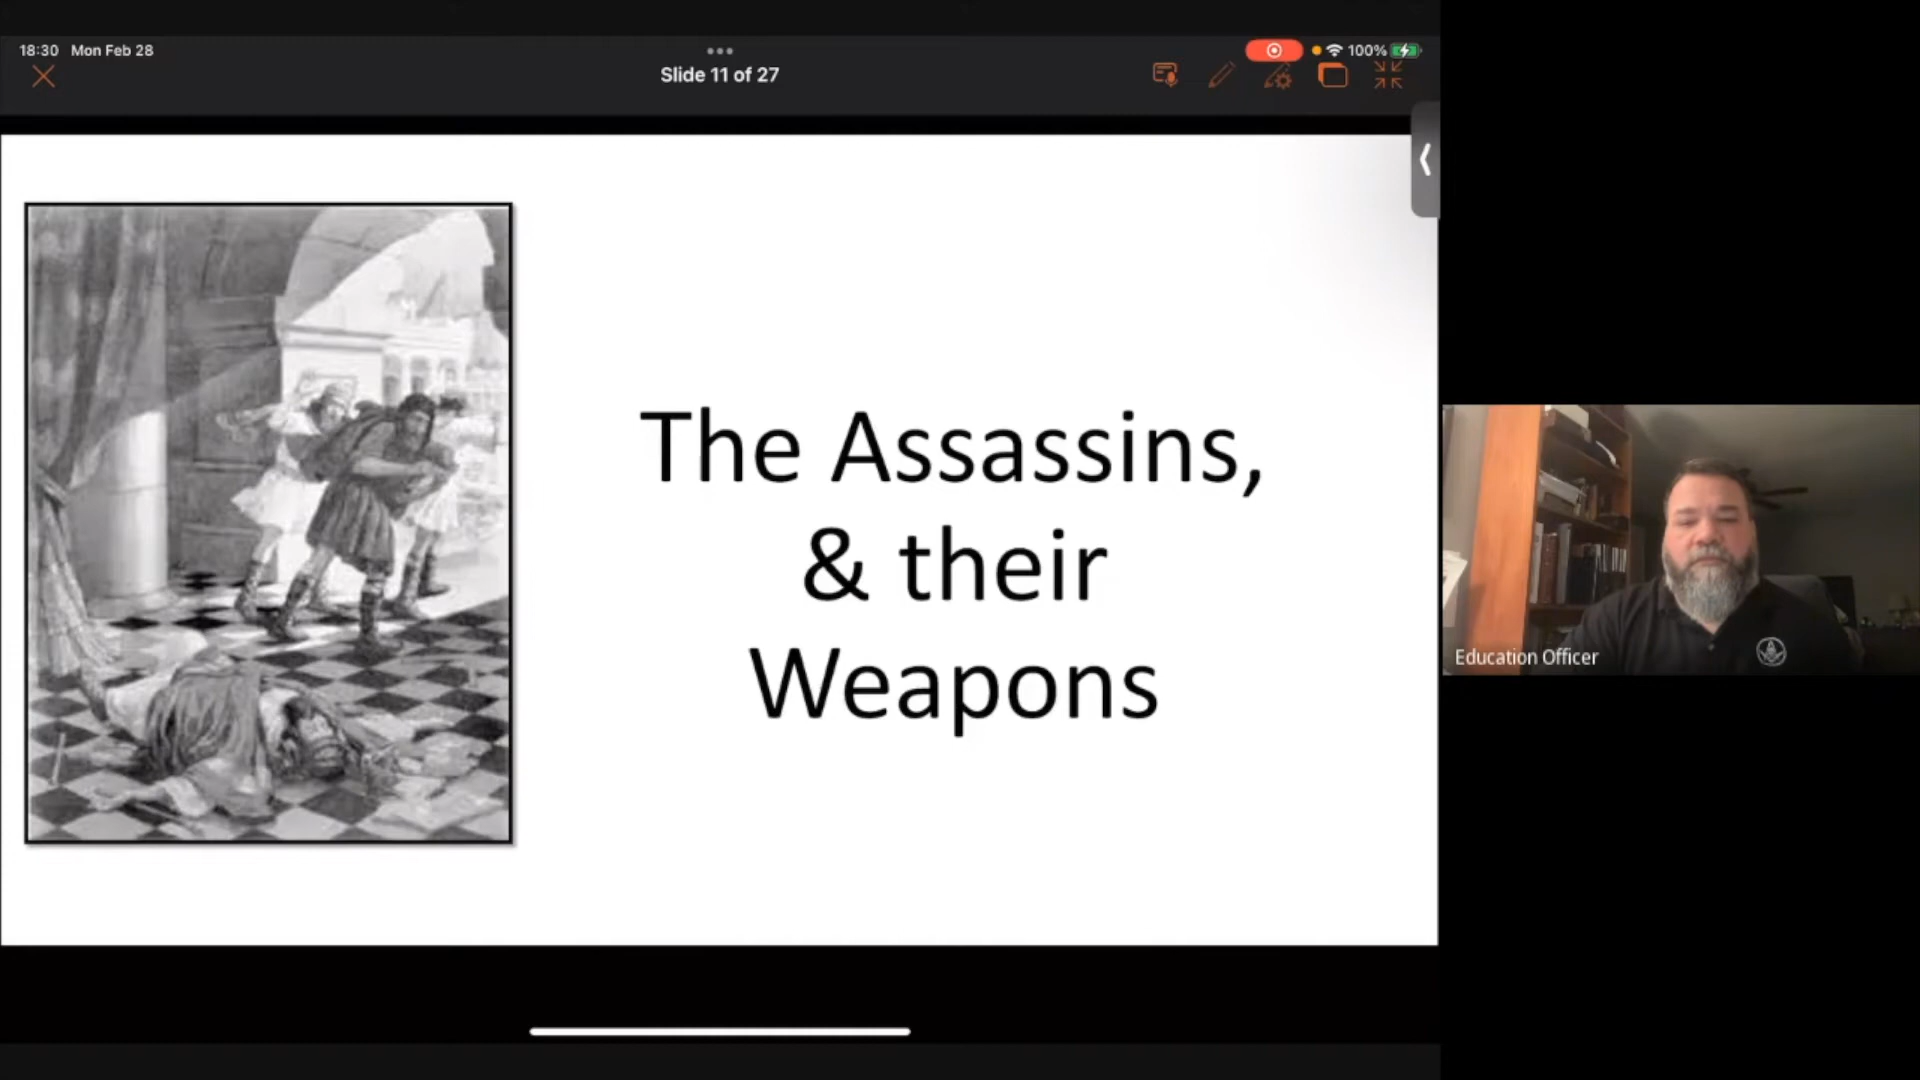 18:30 Mon Feb 28
100%
Slide 11 of 27
The Assassins,
& their
Weapons
Education Officer